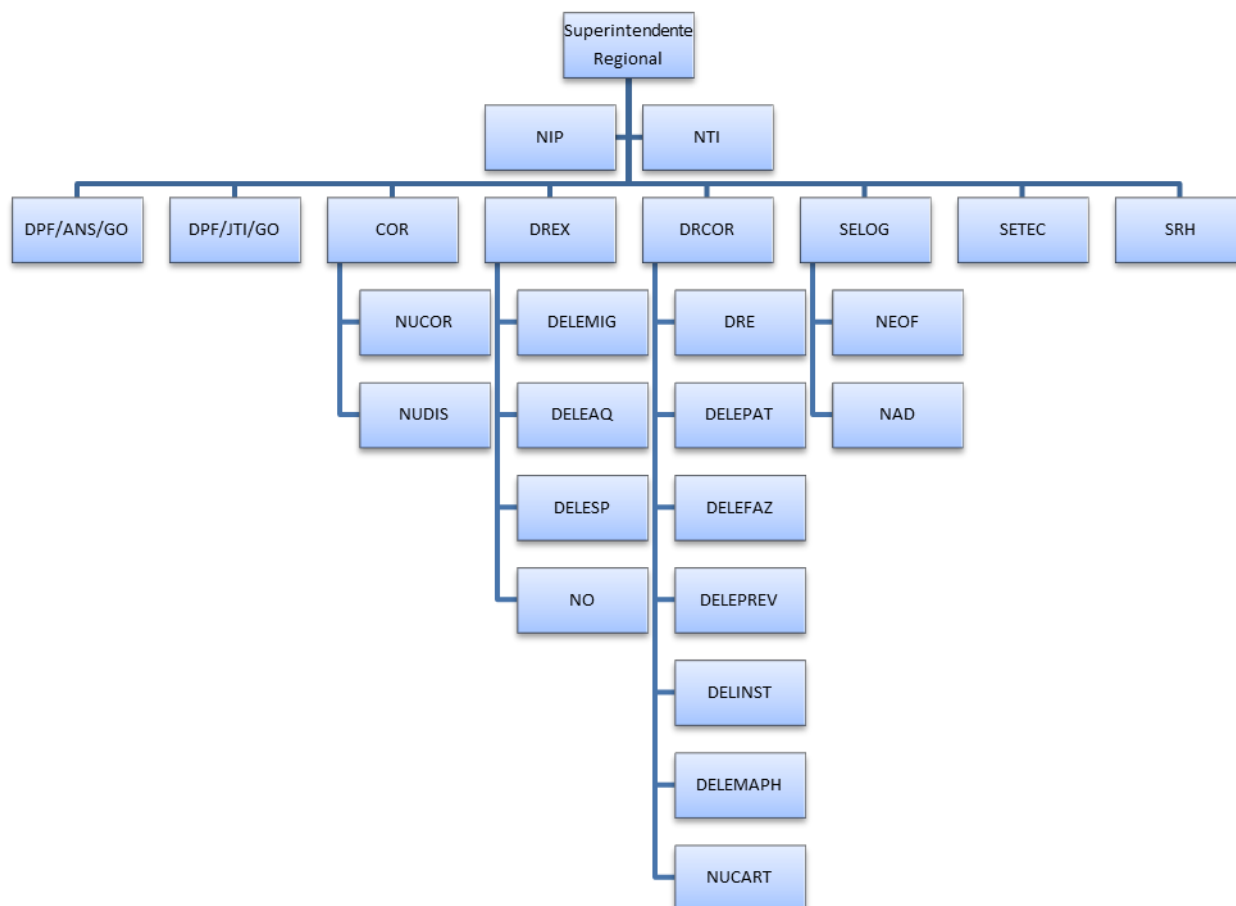 Superintendente
Regional
NIP
NTI
DPF/ANS/GO
DPF/JTI/GO
COR
DREX
DRCOR
SELOG
SETEC
SRH
NUCOR
DELEMIG
DRE
NEOF
NUDIS
DELEAQ
DELEPAT
NAD
DELESP
DELEFAZ
NO
DELEPREV
DELINST
DELEMAPH
NUCART